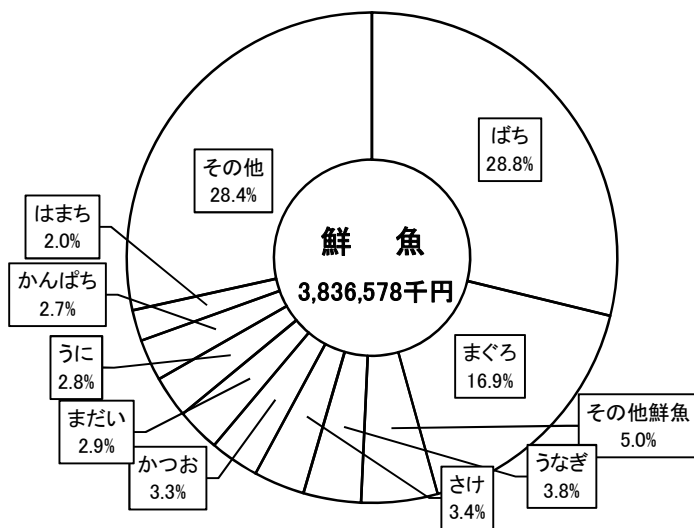 鮮　魚
3,836,578千円
ばち
28.8%
まぐろ
16.9%
その他鮮魚
5.0%
うなぎ
3.8%
さけ
3.4%
かつお
3.3%
まだい
2.9%
うに
2.8%
かんぱち
2.7%
はまち
2.0%
その他
28.4%